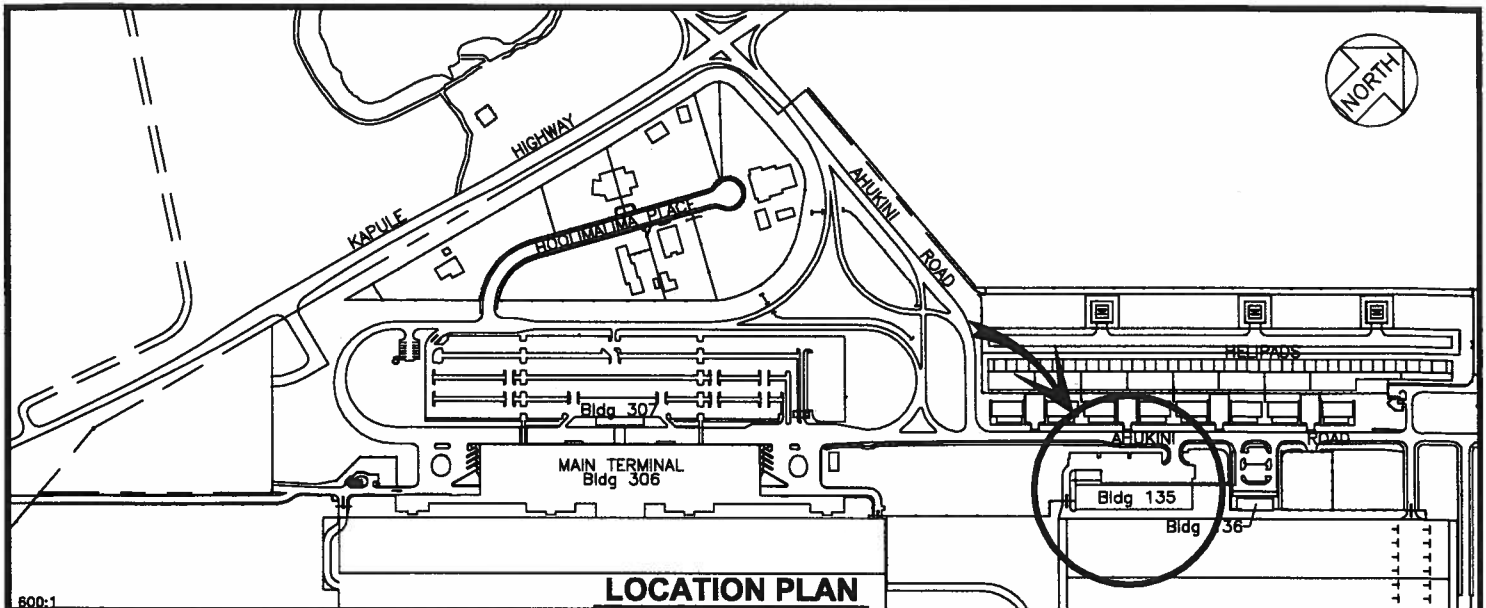 NORTH
HIGHWAY
KAPULE
HOOLIMALIMA PLACE
AHUKINI
ROAD
HELIPADS
Bldg 307
AHUKINI
ROAD
MAIN TERMINAL
Bldg 306
Bldg 135
Bldg 136
LOCATION PLAN
600:1